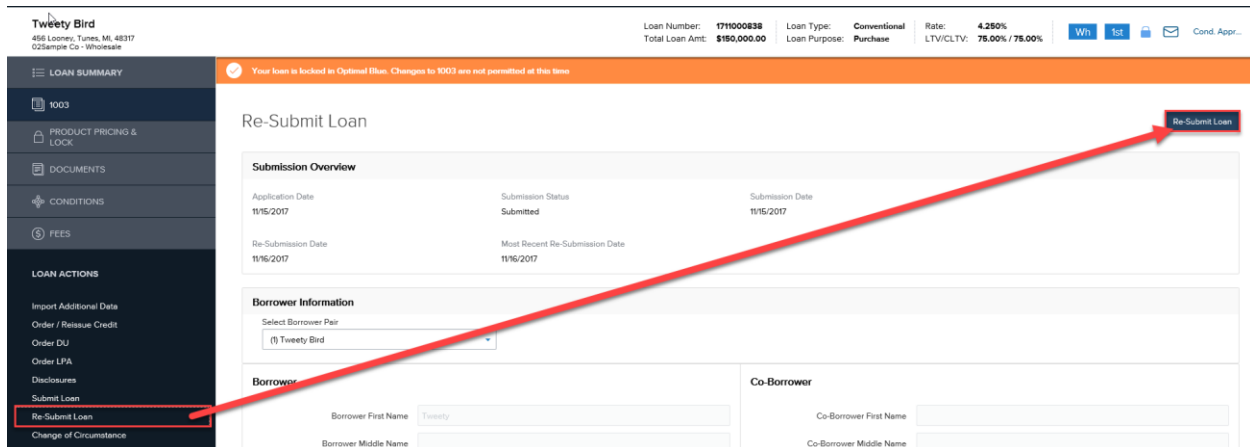 Tweety Bird
456 Looney, Tunes, MI, 48317
02Sample Co - Wholesale
Loan Number: 1711000838 Loan Type: Conventional Rate: 4.250%
Total Loan Amt: $150,000.00 Loan Purpose: Purchase LTV/CLTV: 75.00% / 75.00%
Wh 1st Cond. Appr...
LOAN SUMMARY
Your loan is locked in Optimal Blue. Changes to 1003 are not permitted at this time
1003
PRODUCT PRICING &
LOCK
DOCUMENTS
CONDITIONS
FEES
LOAN ACTIONS
Import Additional Data
Order / Reissue Credit
Order DU
Order LPA
Disclosures
Submit Loan
Re-Submit Loan
Change of Circumstance
Re-Submit Loan
Re-Submit Loan
Submission Overview
Application Date Submission Status Submission Date
11/15/2017 Submitted 11/15/2017
Re-Submission Date Most Recent Re-Submission Date
11/16/2017 11/16/2017
Borrower Information
Select Borrower Pair
(1) Tweety Bird
Borrower Co-Borrower
Borrower First Name Tweety Co-Borrower First Name
Borrower Middle Name Co-Borrower Middle Name